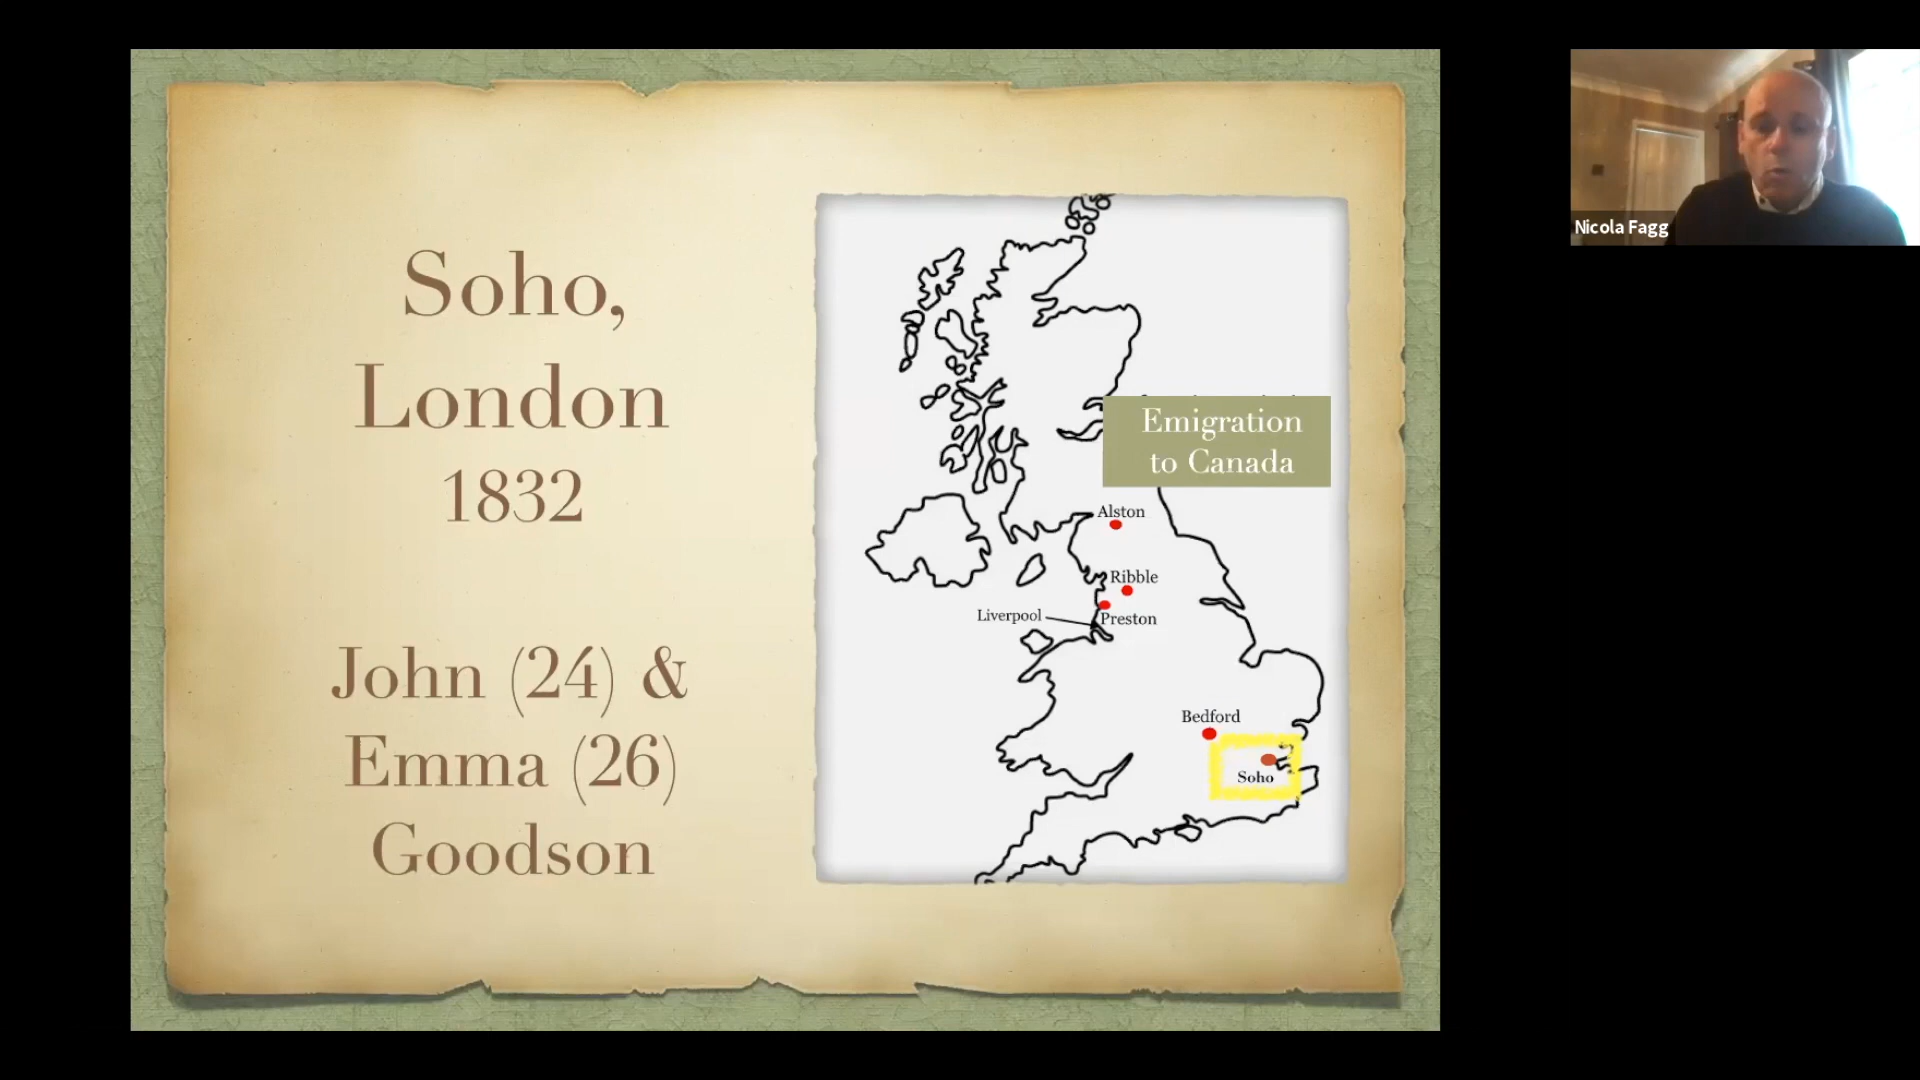 Soho,
London
1832
John (24) &
Emma (26)
Goodson
Emigration
to Canada
Alston
Ribble
Liverpool
Preston
Bedford
Soho
Nicola Fagg